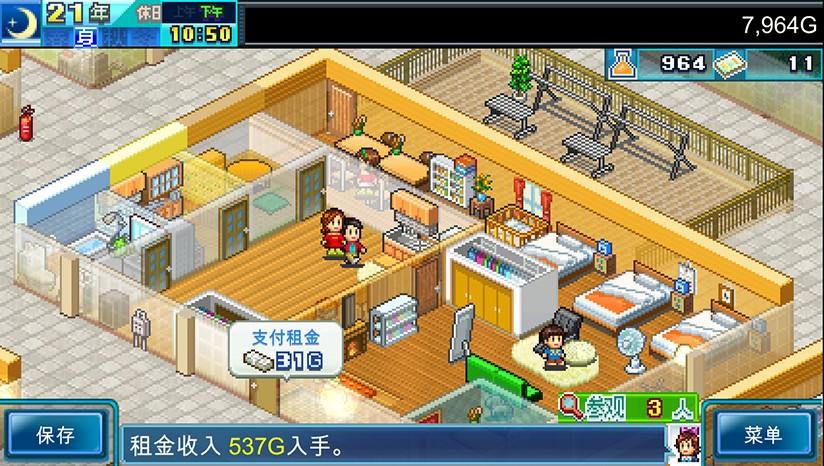 21年 休日 上午 下午
春 夏 秋 冬 10:50
7,964G
964 11
支付租金
31G
参观 3人
保存
租金收入 537G入手。
菜单